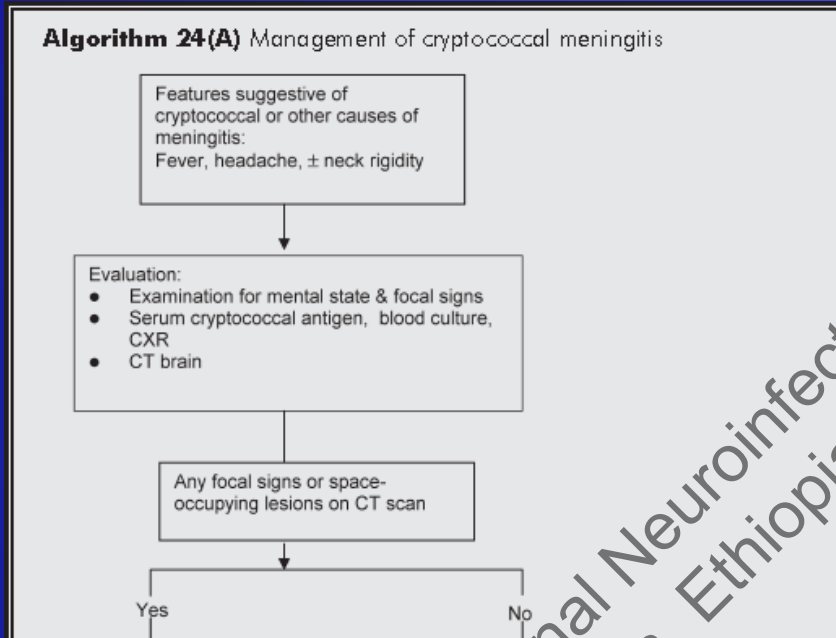 Algorithm 24(A) Management of cryptococcal meningitis
Features suggestive of
cryptococcal or other causes of
meningitis:
Fever, headache, ± neck rigidity
Evaluation:
● Examination for mental state & focal signs
● Serum cryptococcal antigen, blood culture,
CXR
● CT brain
Any focal signs or space-
occupying lesions on CT scan
Yes
No